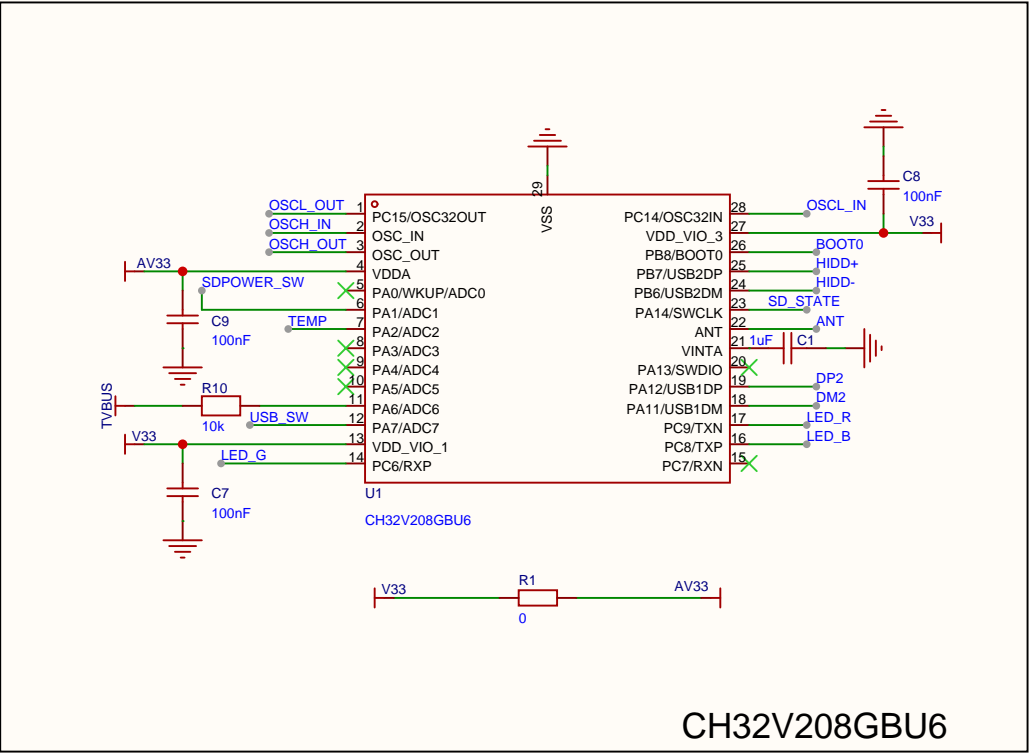 29
VSS
C8
100nF
V33
OSCL_OUT 1 PC15/OSC32OUT
OSCH_IN 2 OSC_IN
OSCH_OUT 3 OSC_OUT
AV33 4 VDDA
5 PA0/WKUP/ADC0
SDPOWER_SW 6 PA1/ADC1
TEMP 7 PA2/ADC2
8 PA3/ADC3
9 PA4/ADC4
10 PA5/ADC5
TVBUS R10 11 PA6/ADC6
10k
USB_SW 12 PA7/ADC7
V33 13 VDD_VIO_1
LED_G 14 PC6/RXP
C9
100nF
C7
100nF
PC14/OSC32IN 28 OSCL_IN
VDD_VIO_3 27
PB8/BOOT0 26 BOOT0
PB7/USB2DP 25 HIDD+
PB6/USB2DM 24 HIDD-
PA14/SWCLK 23 SD_STATE
ANT 22 ANT
VINTA 21 1uF C1
PA13/SWDIO 20
PA12/USB1DP 19 DP2
PA11/USB1DM 18 DM2
PC9/TXN 17 LED_R
PC8/TXP 16 LED_B
PC7/RXN 15
U1
CH32V208GBU6
V33 R1 AV33
0
CH32V208GBU6